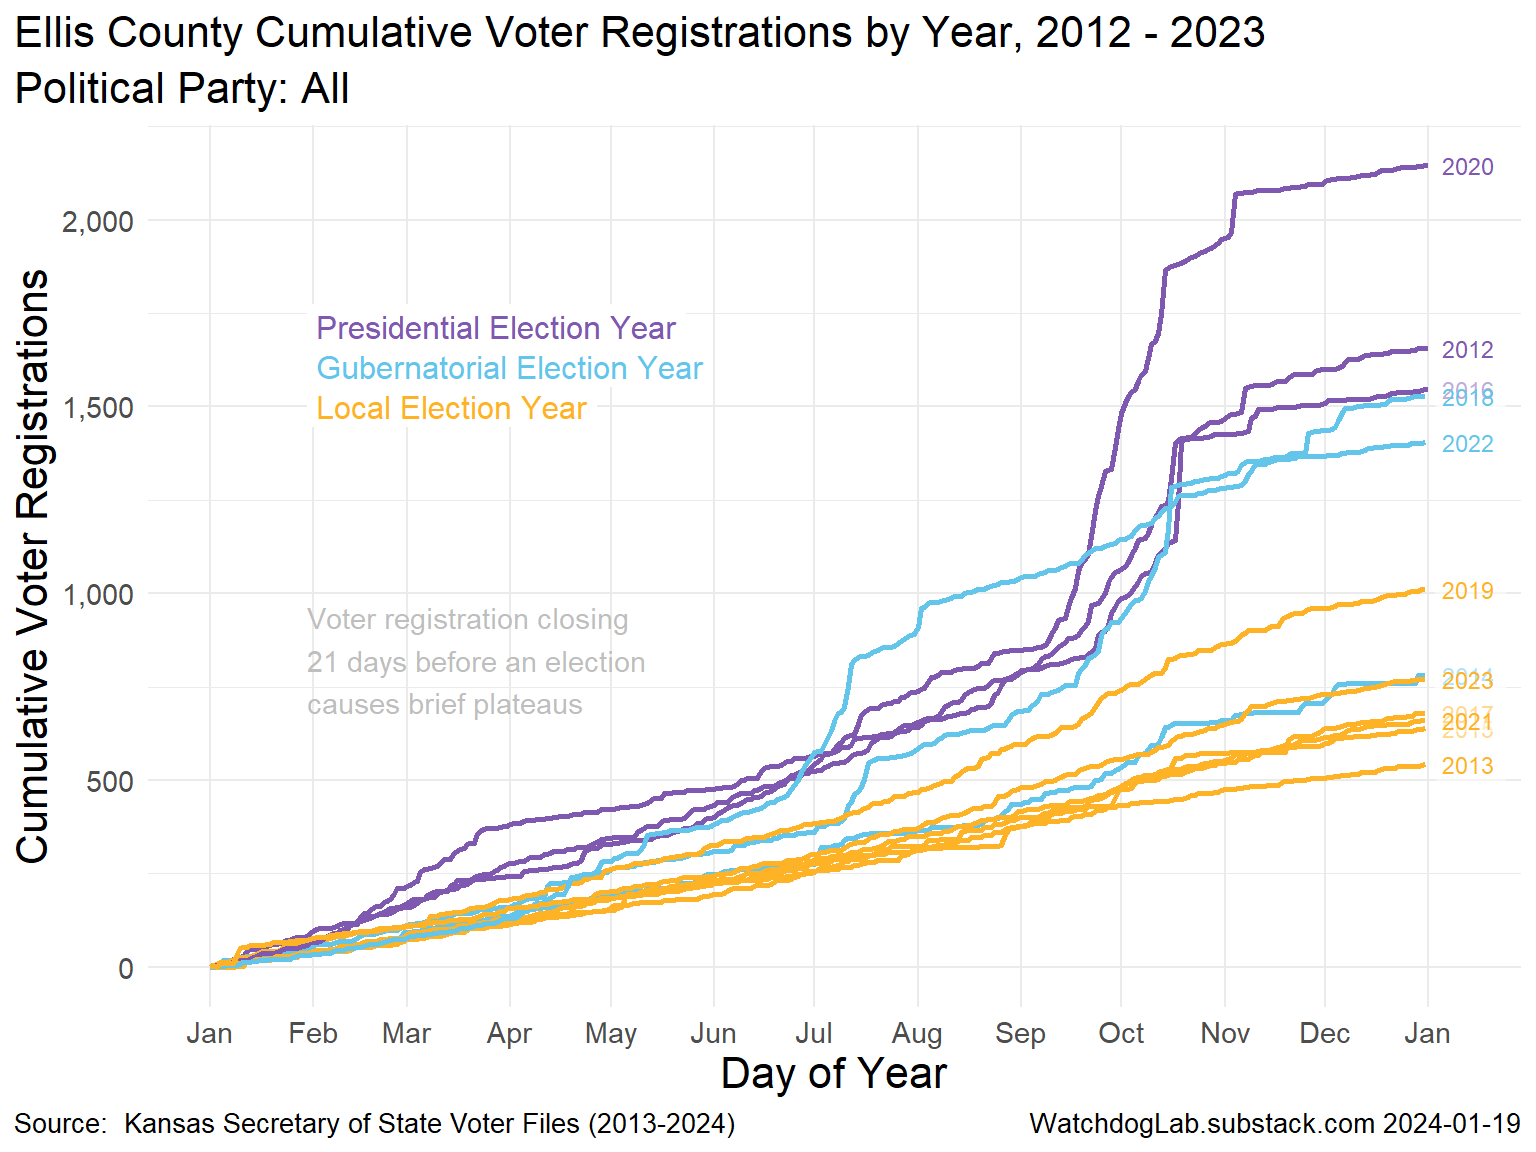 Ellis County Cumulative Voter Registrations by Year, 2012 - 2023
Political Party: All
Cumulative Voter Registrations
2,000
1,500
1,000
500
0
Presidential Election Year
Gubernatorial Election Year
Local Election Year
Voter registration closing
21 days before an election
causes brief plateaus
2020
2012
2016
2018
2022
2019
2023
2017
2021
2013
Jan Feb Mar Apr May Jun Jul Aug Sep Oct Nov Dec Jan
Day of Year
Source:  Kansas Secretary of State Voter Files (2013-2024)
WatchdogLab.substack.com 2024-01-19